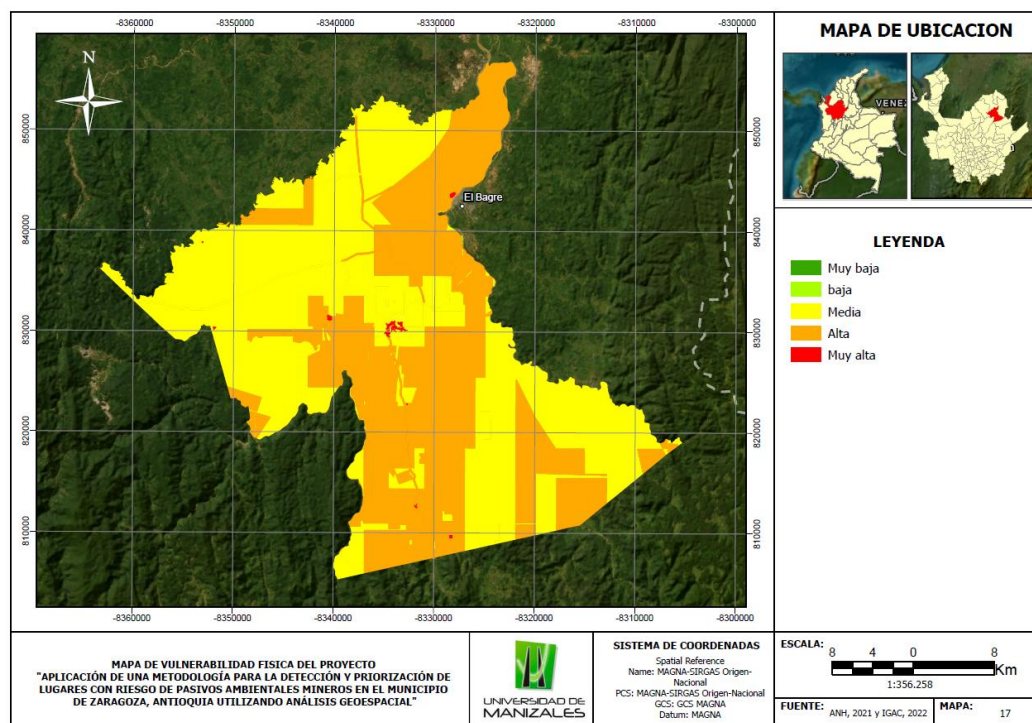 -8360000 -8350000 -8340000 -8330000 -8320000 -8310000 -8300000
N
850000 850000
840000 840000
830000 830000
820000 820000
810000 810000
El Bagre
-8360000 -8350000 -8340000 -8330000 -8320000 -8310000 -8300000
MAPA DE UBICACION
VENEZ
LEYENDA
Muy baja
baja
Media
Alta
Muy alta
MAPA DE VULNERABILIDAD FISICA DEL PROYECTO
"APLICACIÓN DE UNA METODOLOGÍA PARA LA DETECCIÓN Y PRIORIZACIÓN DE
LUGARES CON RIESGO DE PASIVOS AMBIENTALES MINEROS EN EL MUNICIPIO
DE ZARAGOZA, ANTIOQUIA UTILIZANDO ANÁLISIS GEOESPACIAL"
UNIVERSIDAD DE
MANIZALES
SISTEMA DE COORDENADAS
Spatial Reference
Name: MAGNA-SIRGAS Origen-
Nacional
PCS: MAGNA-SIRGAS Origen-Nacional
GCS: GCS MAGNA
Datum: MAGNA
ESCALA:
8 4 0 8
Km
1:356.258
FUENTE: ANH, 2021 y IGAC, 2022
MAPA: 17